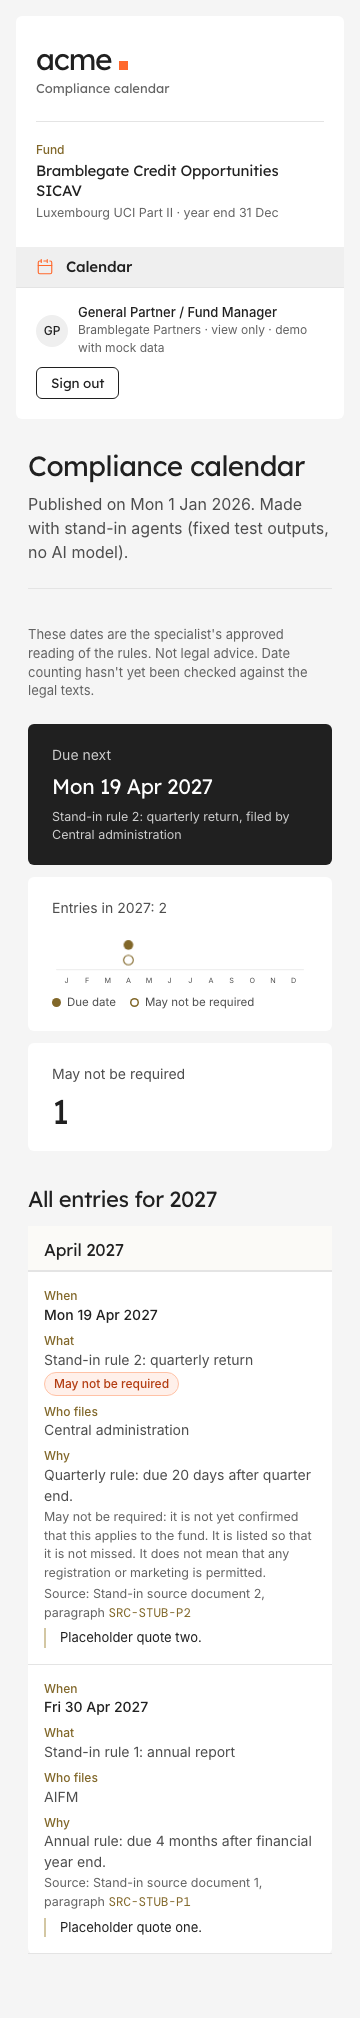 acme
Compliance calendar
Fund
Bramblegate Credit Opportunities
SICAV
Luxembourg UCI Part II · year end 31 Dec
Calendar
GP
General Partner / Fund Manager
Bramblegate Partners · view only · demo
with mock data
Sign out
Compliance calendar
Published on Mon 1 Jan 2026. Made
with stand-in agents (fixed test outputs,
no AI model).
These dates are the specialist's approved
reading of the rules. Not legal advice. Date
counting hasn't yet been checked against the
legal texts.
Due next
Mon 19 Apr 2027
Stand-in rule 2: quarterly return, filed by
Central administration
Entries in 2027: 2
J F M A M J J A S O N D
Due date May not be required
May not be required
1
All entries for 2027
April 2027
When
Mon 19 Apr 2027
What
Stand-in rule 2: quarterly return
May not be required
Who files
Central administration
Why
Quarterly rule: due 20 days after quarter
end.
May not be required: it is not yet confirmed
that this applies to the fund. It is listed so that
it is not missed. It does not mean that any
registration or marketing is permitted.
Source: Stand-in source document 2,
paragraph SRC-STUB-P2
Placeholder quote two.
When
Fri 30 Apr 2027
What
Stand-in rule 1: annual report
Who files
AIFM
Why
Annual rule: due 4 months after financial
year end.
Source: Stand-in source document 1,
paragraph SRC-STUB-P1
Placeholder quote one.